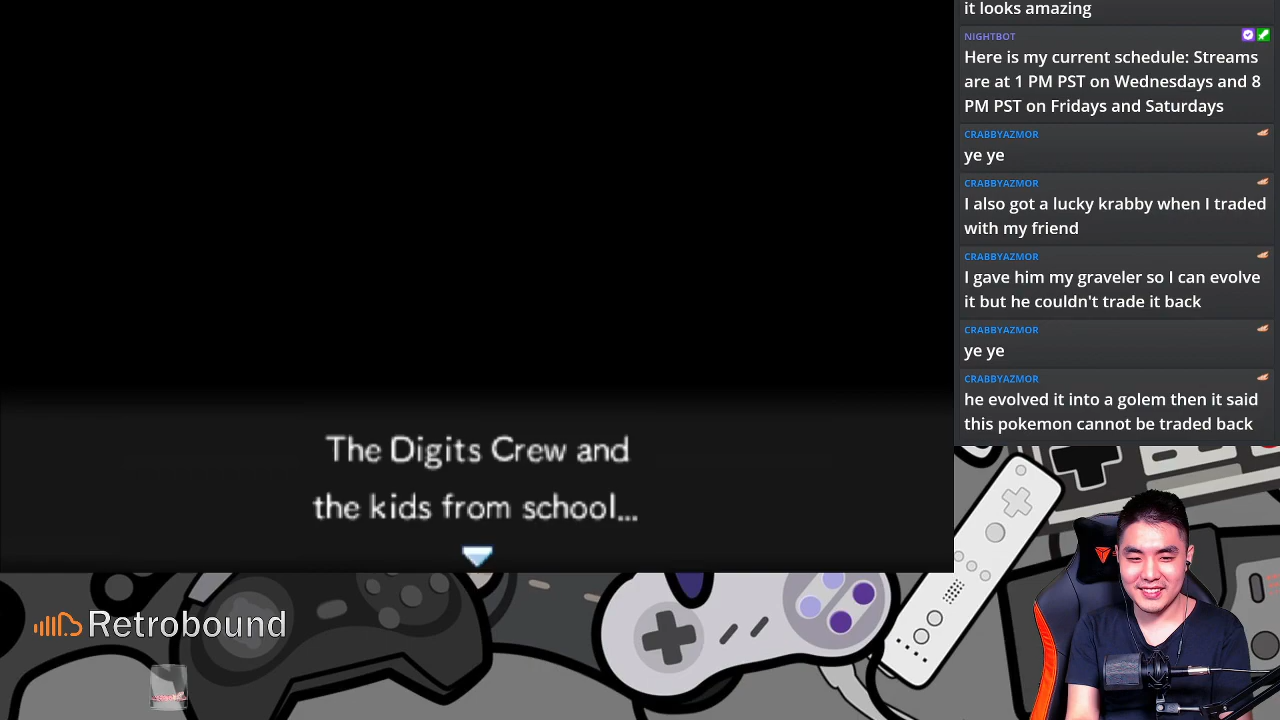 The Digits Crew and
the kids from school...
Retrobound
it looks amazing
NIGHTBOT
Here is my current schedule: Streams
are at 1 PM PST on Wednesdays and 8
PM PST on Fridays and Saturdays
CRABBYAZMOR
ye ye
CRABBYAZMOR
I also got a lucky krabby when I traded
with my friend
CRABBYAZMOR
I gave him my graveler so I can evolve
it but he couldn't trade it back
CRABBYAZMOR
ye ye
CRABBYAZMOR
he evolved it into a golem then it said
this pokemon cannot be traded back